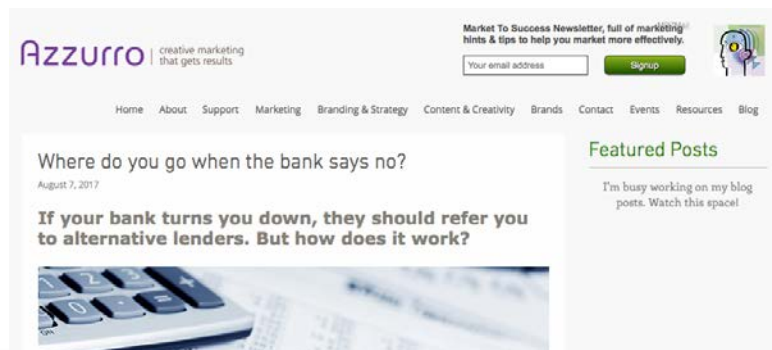 Azzurro
creative marketing
that gets results
Market To Success Newsletter, full of marketing
hints & tips to help you market more effectively.
Your email address
Signup
Home About Support Marketing Branding & Strategy Content & Creativity Brands Contact Events Resources Blog
Where do you go when the bank says no?
August 7, 2017
If your bank turns you down, they should refer you
to alternative lenders. But how does it work?
Featured Posts
I'm busy working on my blog
posts. Watch this space!
1 2 3
0